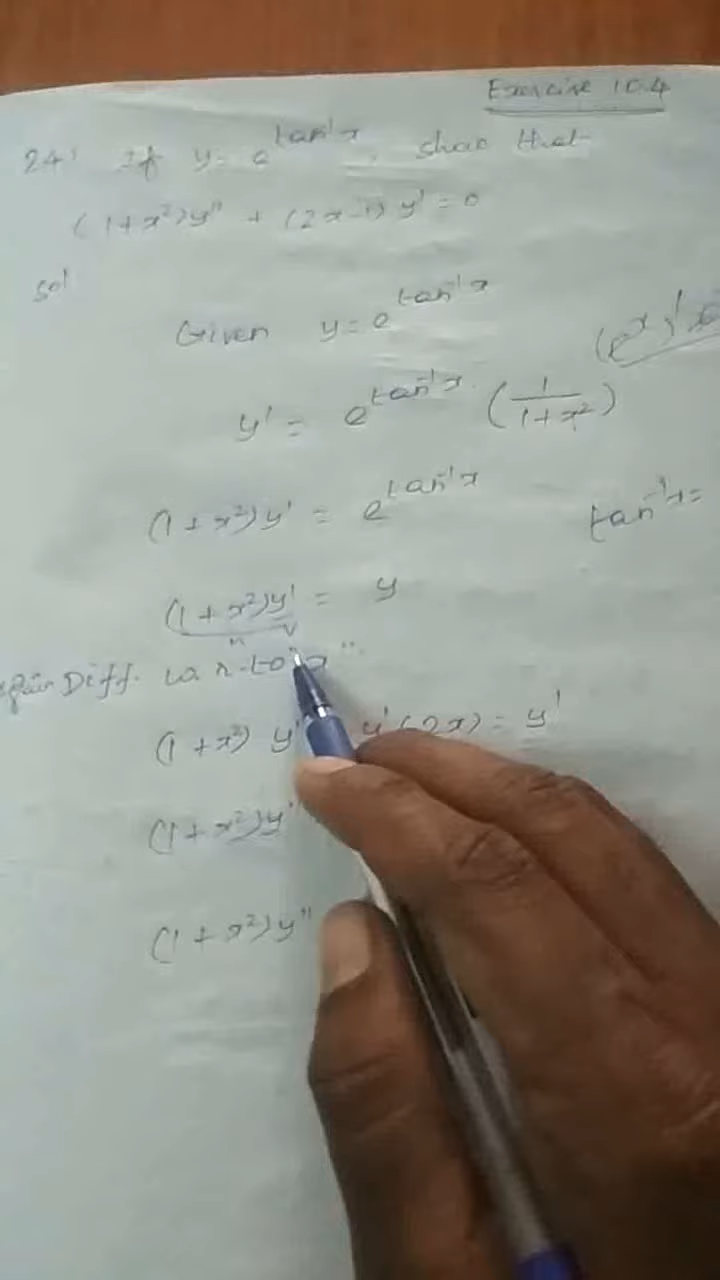 Exercise 10.4
24. If y = e^tan⁻¹x, show that
(1+x²)y" + (2x-1)y' = 0
Sol
Given y = e^tan⁻¹x
(e^x)'
y' = e^tan⁻¹x (1/(1+x²))
(1+x²)y' = e^tan⁻¹x
tan⁻¹x =
(1+x²)y' = y
u v
Diff. w.r.to "x".
(1+x²) y' y'(2x) = y'
(1+x²)y'
(1+x²)y"